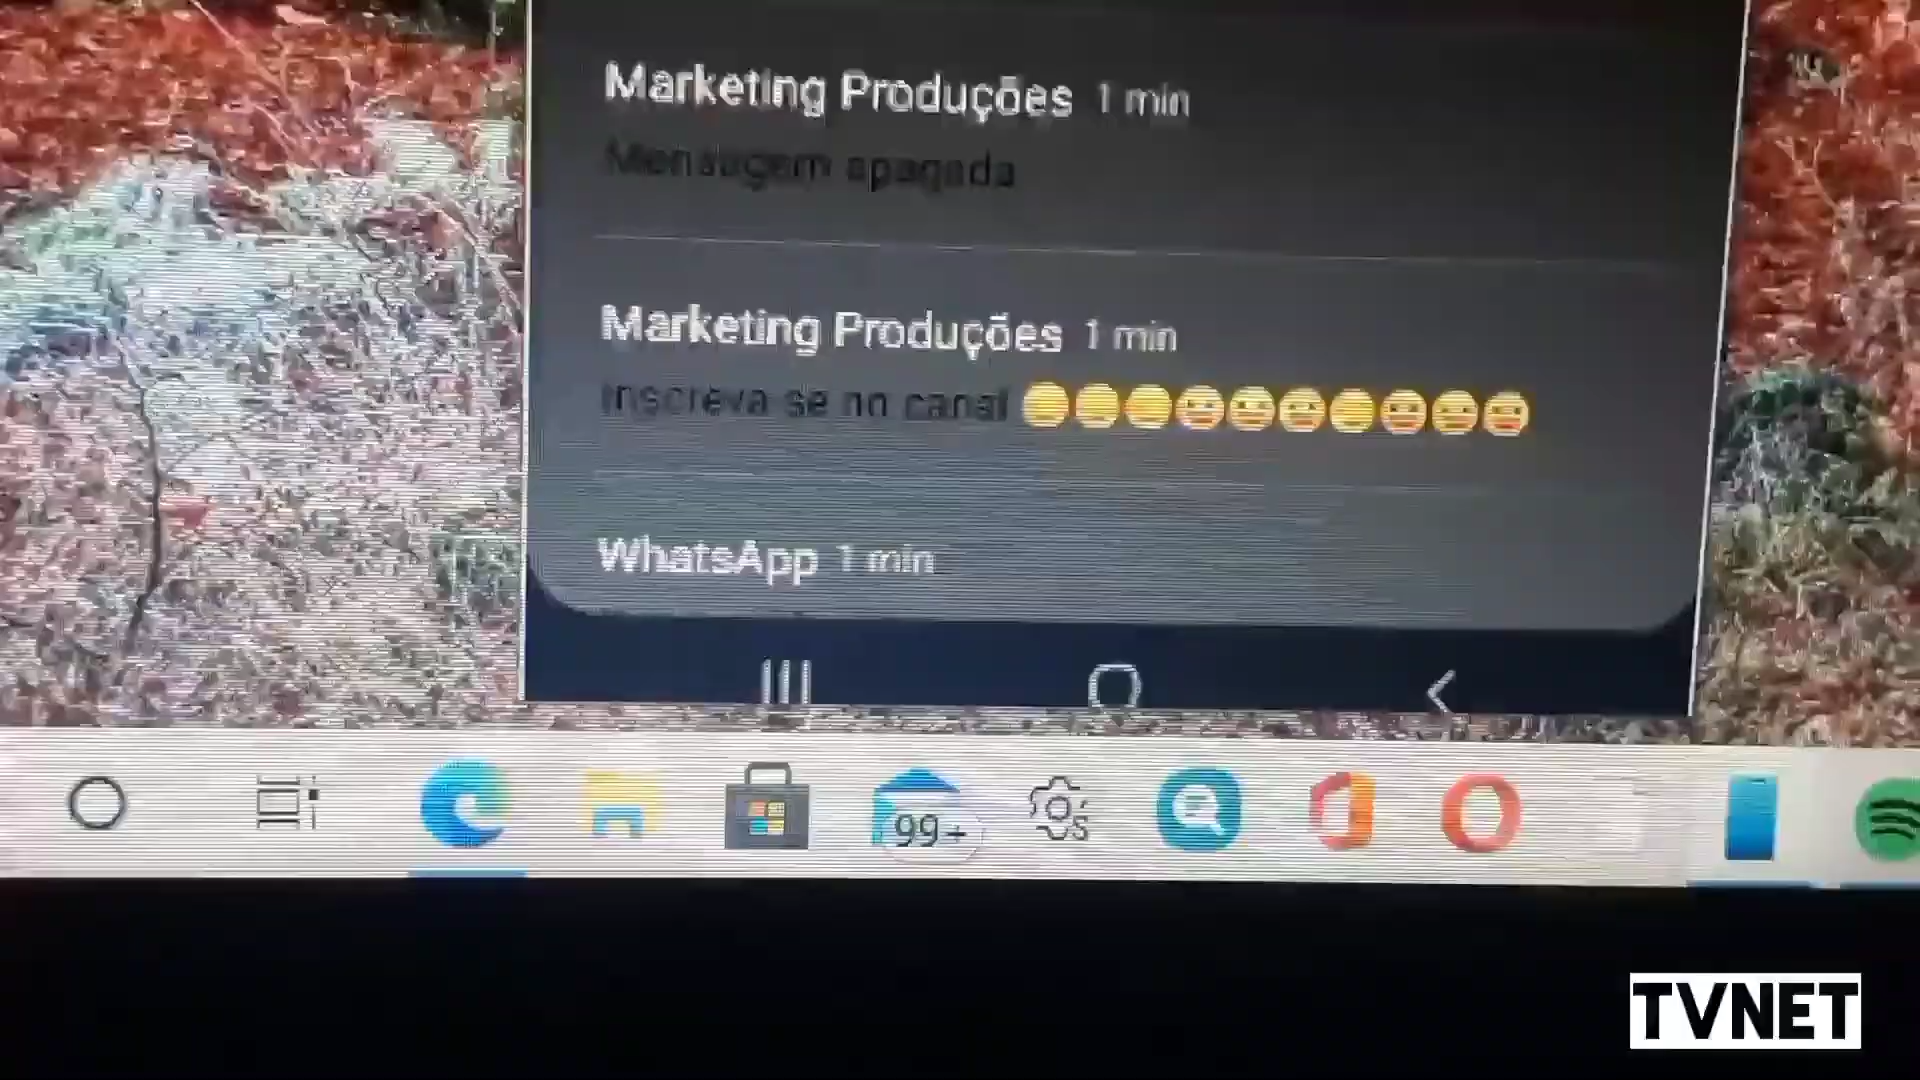 Marketing Produções 1 min
Mensagem apagada
Marketing Produções 1 min
Inscreva se no canal
WhatsApp 1 min
99+
TVNET